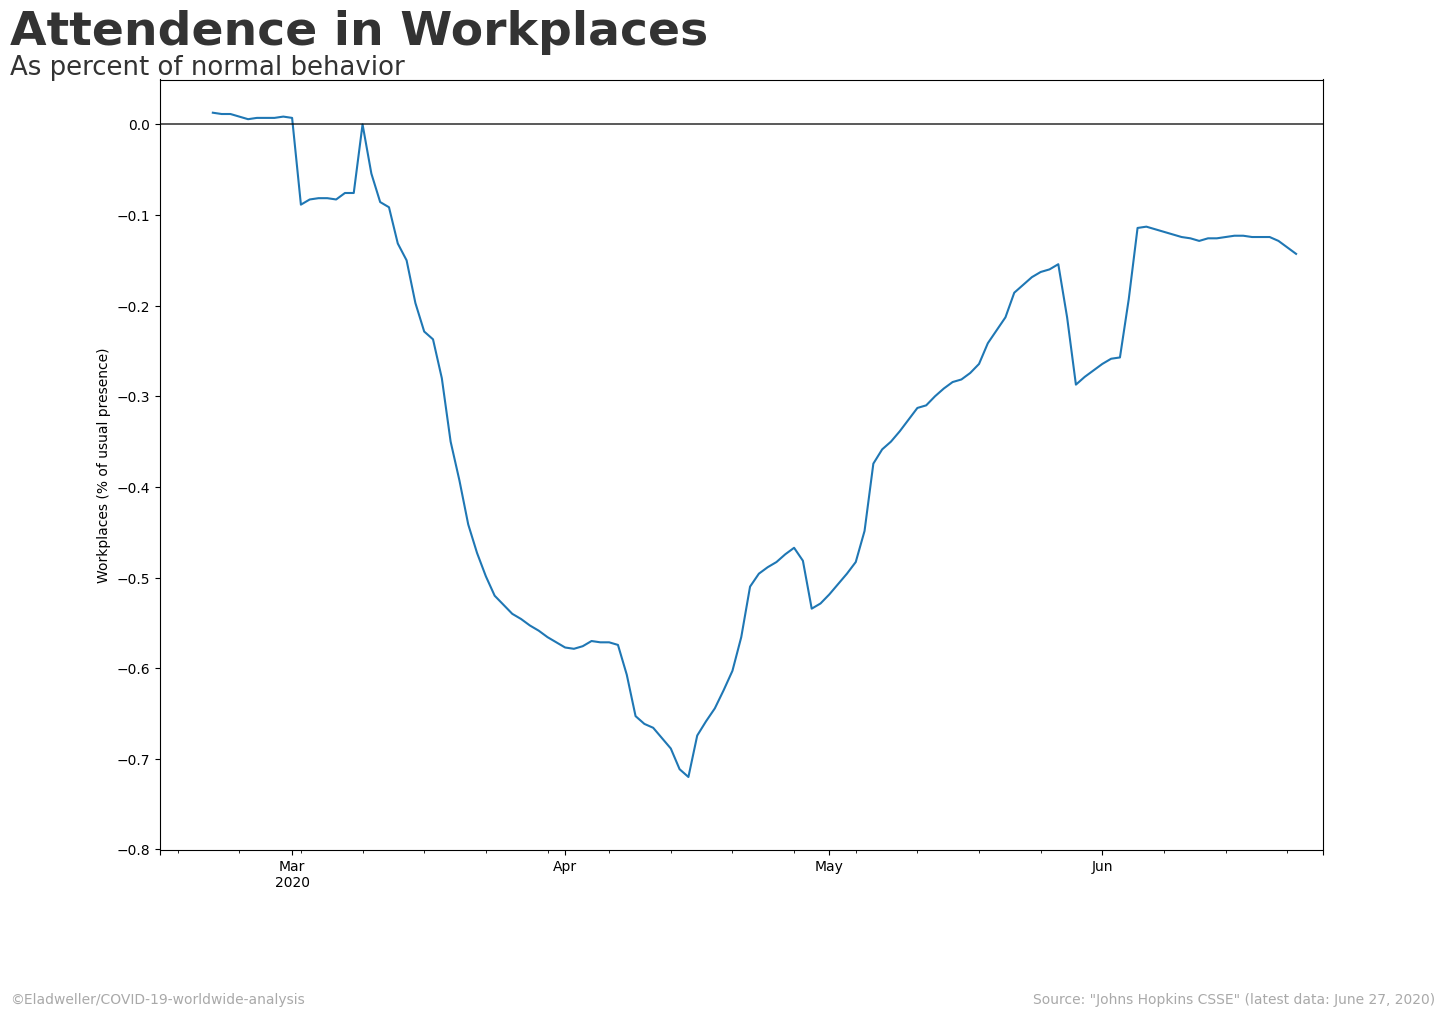 Attendence in Workplaces
As percent of normal behavior
Workplaces (% of usual presence)
0.0
−0.1
−0.2
−0.3
−0.4
−0.5
−0.6
−0.7
−0.8
Mar
2020
Apr
May
Jun
©Eladweller/COVID-19-worldwide-analysis
Source: "Johns Hopkins CSSE" (latest data: June 27, 2020)